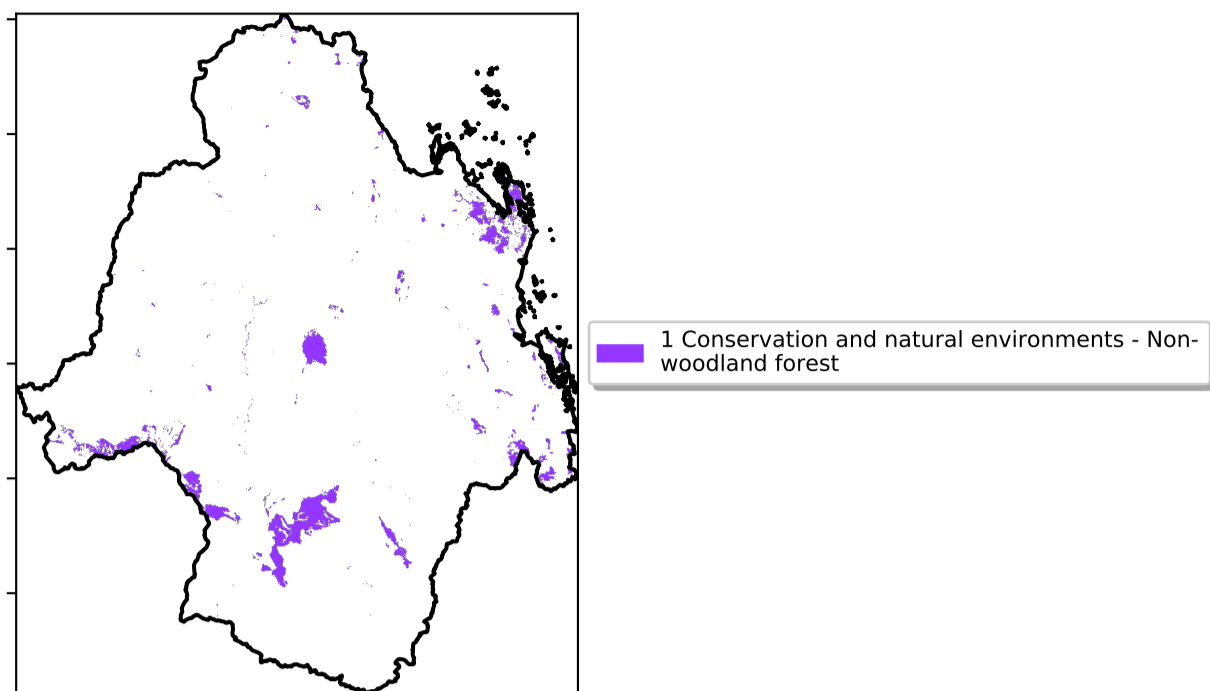 1 Conservation and natural environments - Non-
woodland forest